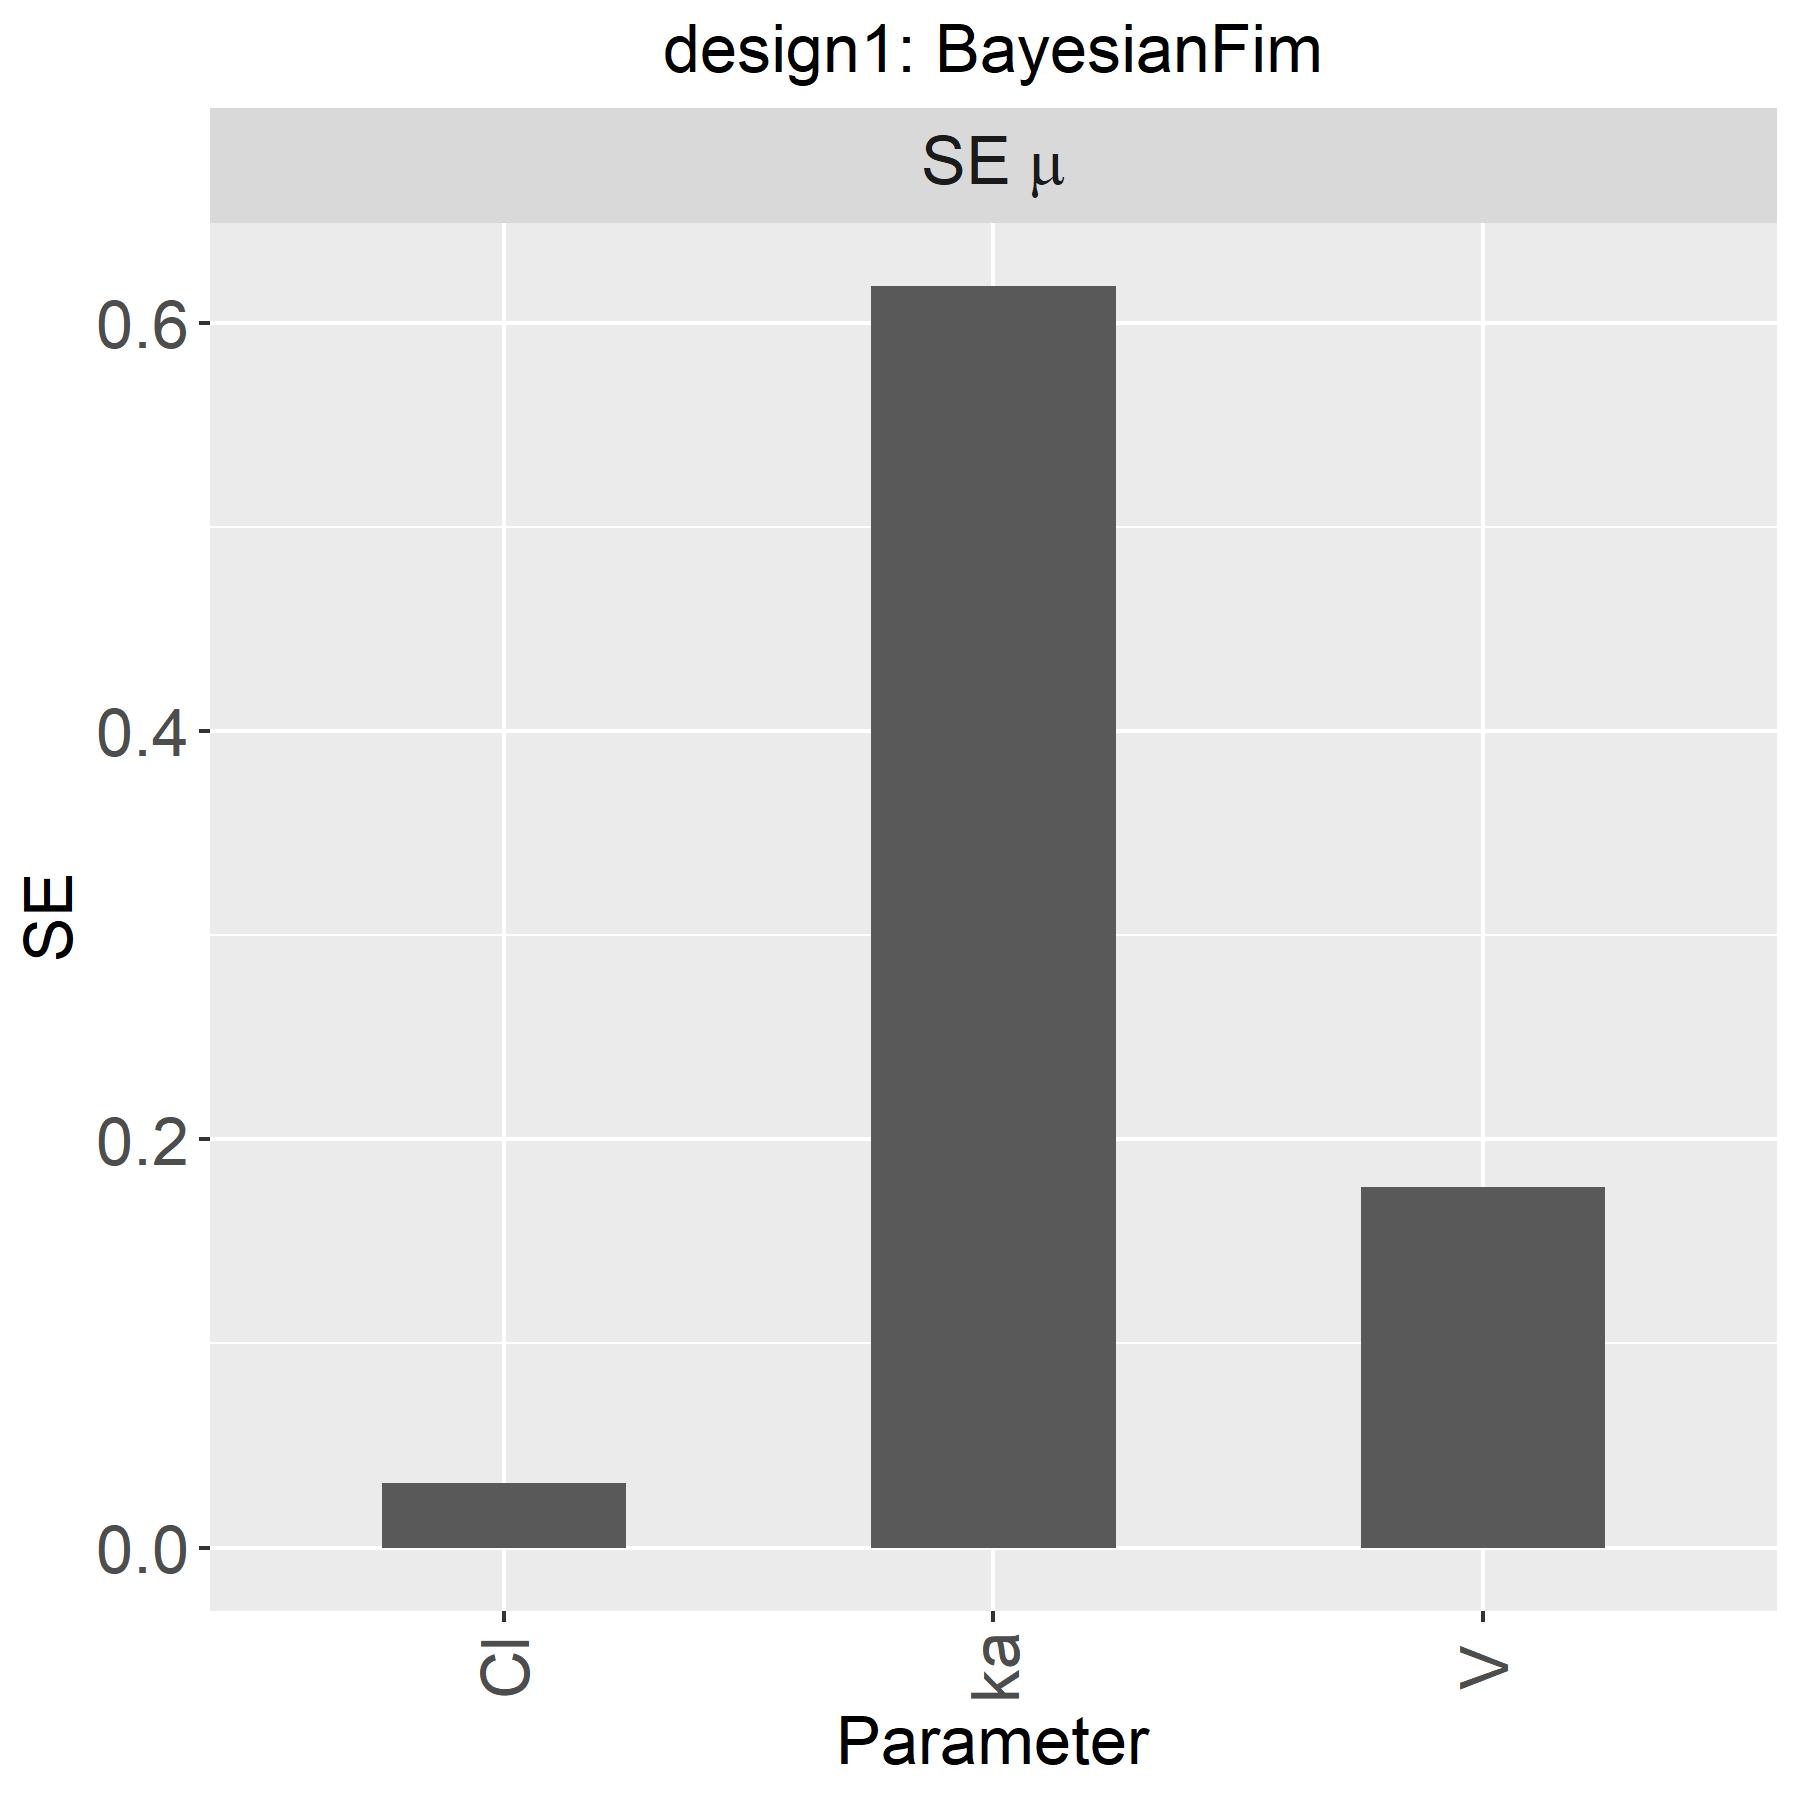 design1: BayesianFim
SE μ
SE
0.6
0.4
0.2
0.0
Cl
ka
V
Parameter